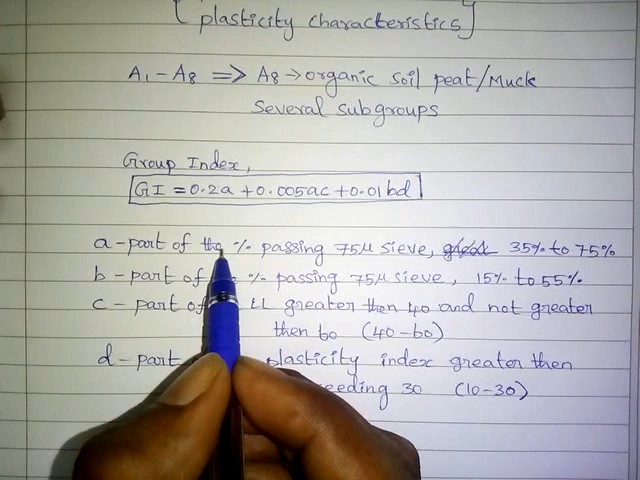 [plasticity characteristics]
A1 - A8 => A8 → organic soil peat/Muck
Several subgroups
Group Index,
GI = 0.2a + 0.005ac + 0.01bd
a - part of the % passing 75μ sieve, 35% to 75%
b - part of % passing 75μ sieve, 15% to 55%
c - part of LL greater then 40 and not greater
then 60 (40-60)
d - part plasticity index greater then
eeding 30 (10-30)